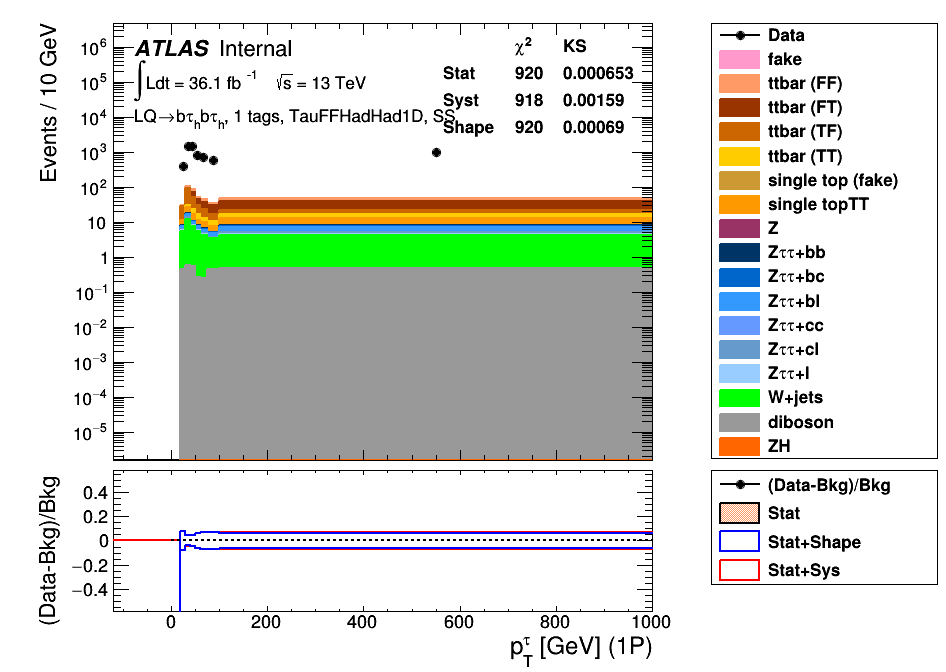 ATLAS Internal
∫Ldt = 36.1 fb⁻¹ √s = 13 TeV
LQ→bτₕbτₕ, 1 tags, TauFFHadHad1D, SS
χ² KS
Stat 920 0.000653
Syst 918 0.00159
Shape 920 0.00069
Events / 10 GeV
10⁶
10⁵
10⁴
10³
10²
10
1
10⁻¹
10⁻²
10⁻³
10⁻⁴
10⁻⁵
Data
fake
ttbar (FF)
ttbar (FT)
ttbar (TF)
ttbar (TT)
single top (fake)
single topTT
Z
Zττ+bb
Zττ+bc
Zττ+bl
Zττ+cc
Zττ+cl
Zττ+l
W+jets
diboson
ZH
(Data-Bkg)/Bkg
0.4
0.2
0
−0.2
−0.4
0 200 400 600 800 1000
p_T^τ [GeV] (1P)
(Data-Bkg)/Bkg
Stat
Stat+Shape
Stat+Sys